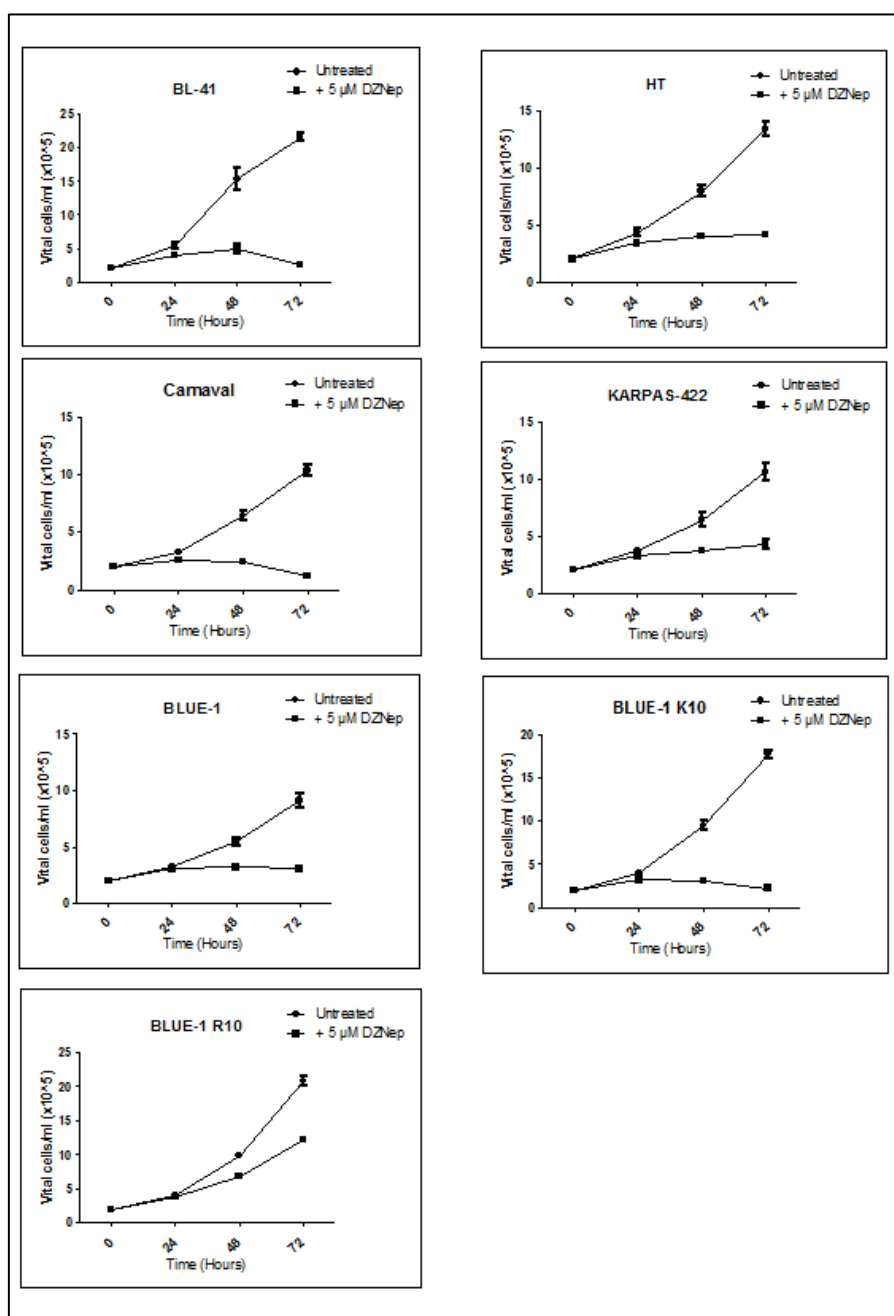 BL-41
Untreated
+ 5 µM DZNep
Vital cells/ml (x10^5)
25
20
15
10
5
0
0
24
48
72
Time (Hours)
HT
Untreated
+ 5 µM DZNep
Vital cells/ml (x10^5)
15
10
5
0
0
24
48
72
Time (Hours)
Carnaval
Untreated
+ 5 µM DZNep
Vital cells/ml (x10^5)
15
10
5
0
0
24
48
72
Time (Hours)
KARPAS-422
Untreated
+ 5 µM DZNep
Vital cells/ml (x10^5)
15
10
5
0
0
24
48
72
Time (Hours)
BLUE-1
Untreated
+ 5 µM DZNep
Vital cells/ml (x10^5)
15
10
5
0
0
24
48
72
Time (Hours)
BLUE-1 K10
Untreated
+ 5 µM DZNep
Vital cells/ml (x10^5)
20
15
10
5
0
0
24
48
72
Time (Hours)
BLUE-1 R10
Untreated
+ 5 µM DZNep
Vital cells/ml (x10^5)
25
20
15
10
5
0
0
24
48
72
Time (Hours)